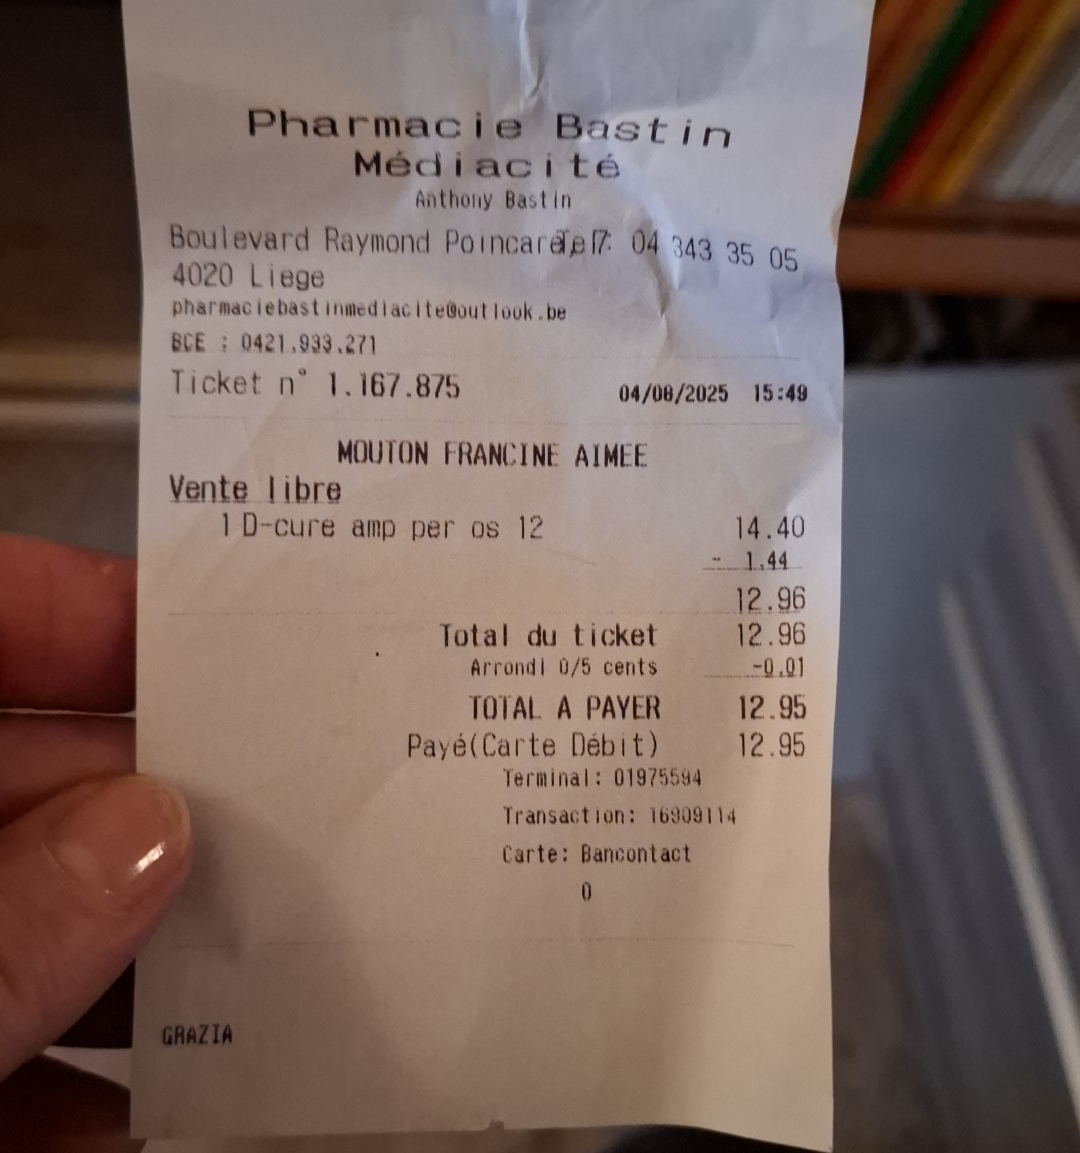 Pharmacie Bastin
Médiacité
Anthony Bastin
Boulevard Raymond Poincaré 7 Tel: 04 343 35 05
4020 Liege
pharmaciebastinmediacite@outlook.be
BCE : 0421.933.271
Ticket n° 1.167.875 04/08/2025 15:49
MOUTON FRANCINE AIMEE
Vente libre
1 D-cure amp per os 12 14.40
- 1.44
12.96
Total du ticket 12.96
Arrondi 0/5 cents -0.01
TOTAL A PAYER 12.95
Payé(Carte Débit) 12.95
Terminal: 01975594
Transaction: 16909114
Carte: Bancontact
0
GRAZIA